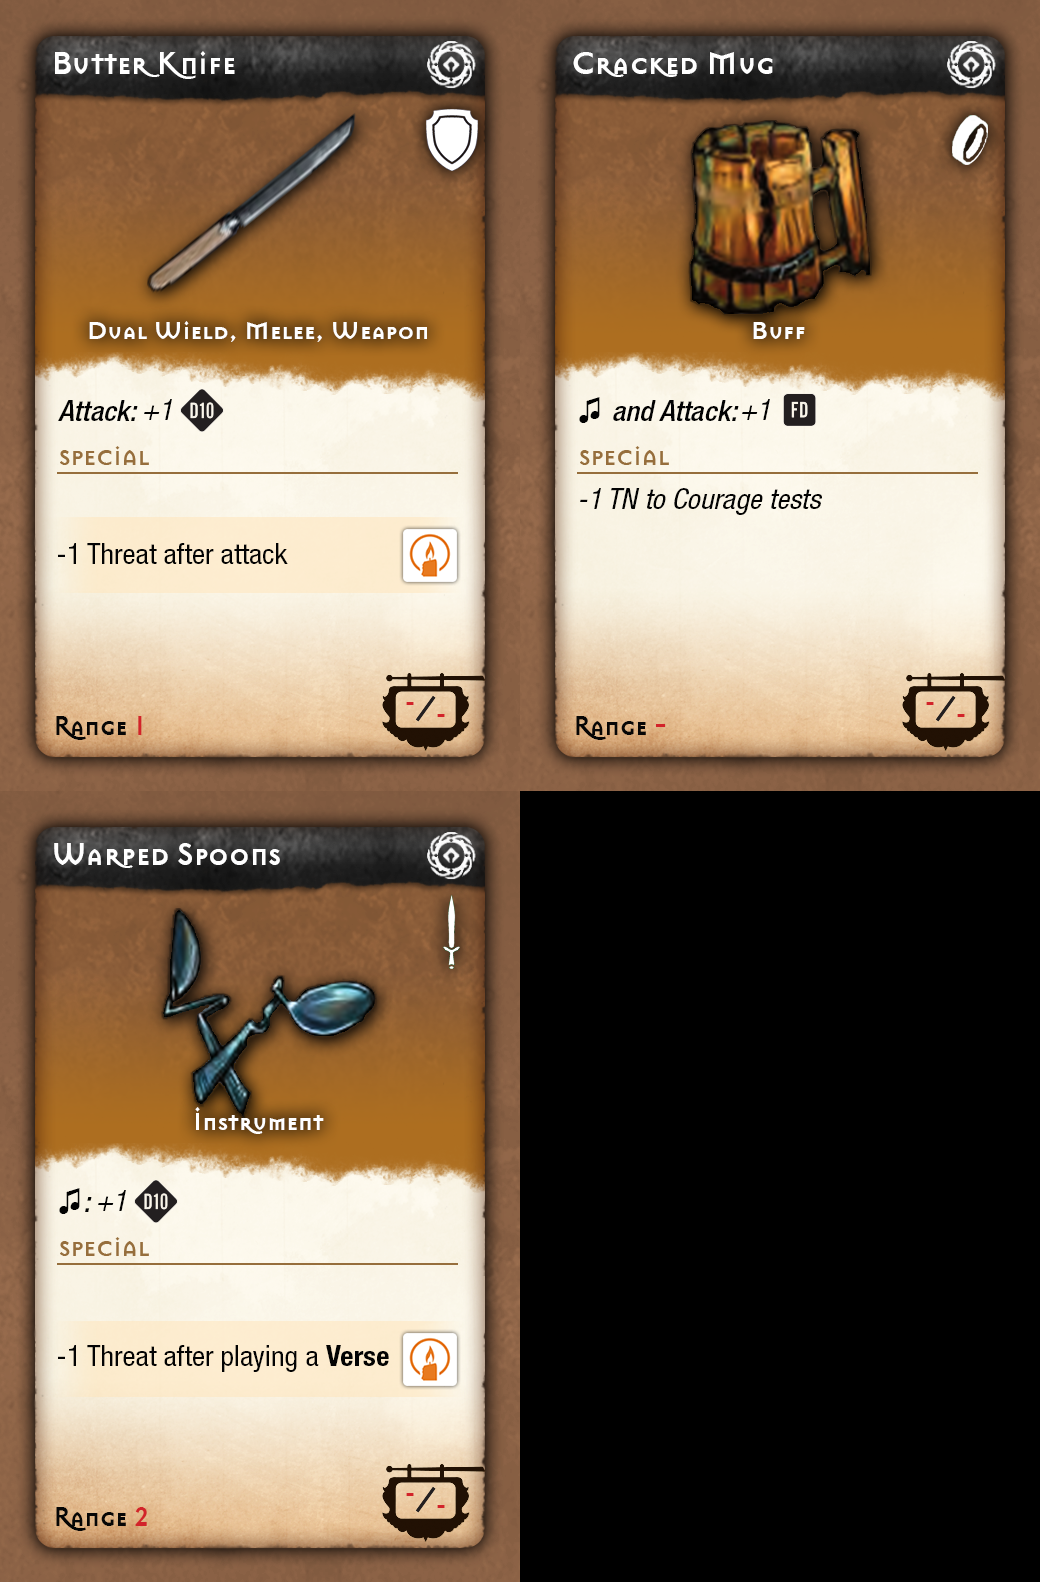 Butter Knife
Dual Wield, Melee, Weapon
Attack: +1 D10
Special
-1 Threat after attack
Range 1
-/-
Cracked Mug
Buff
♫ and Attack: +1 FD
Special
-1 TN to Courage tests
Range -
-/-
Warped Spoons
Instrument
♫: +1 D10
Special
-1 Threat after playing a Verse
Range 2
-/-